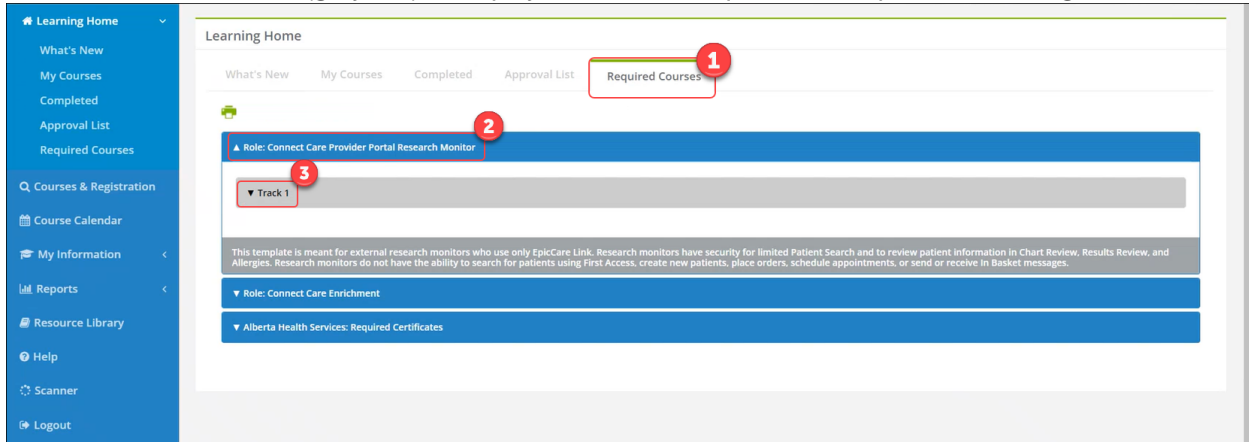 Learning Home
What's New
My Courses
Completed
Approval List
Required Courses
Courses & Registration
Course Calendar
My Information
Reports
Resource Library
Help
Scanner
Logout
Learning Home
What's New My Courses Completed Approval List Required Courses
1
2
▲ Role: Connect Care Provider Portal Research Monitor
3
▼ Track 1
This template is meant for external research monitors who use only EpicCare Link. Research monitors have security for limited Patient Search and to review patient information in Chart Review, Results Review, and
Allergies. Research monitors do not have the ability to search for patients using First Access, create new patients, place orders, schedule appointments, or send or receive In Basket messages.
▼ Role: Connect Care Enrichment
▼ Alberta Health Services: Required Certificates